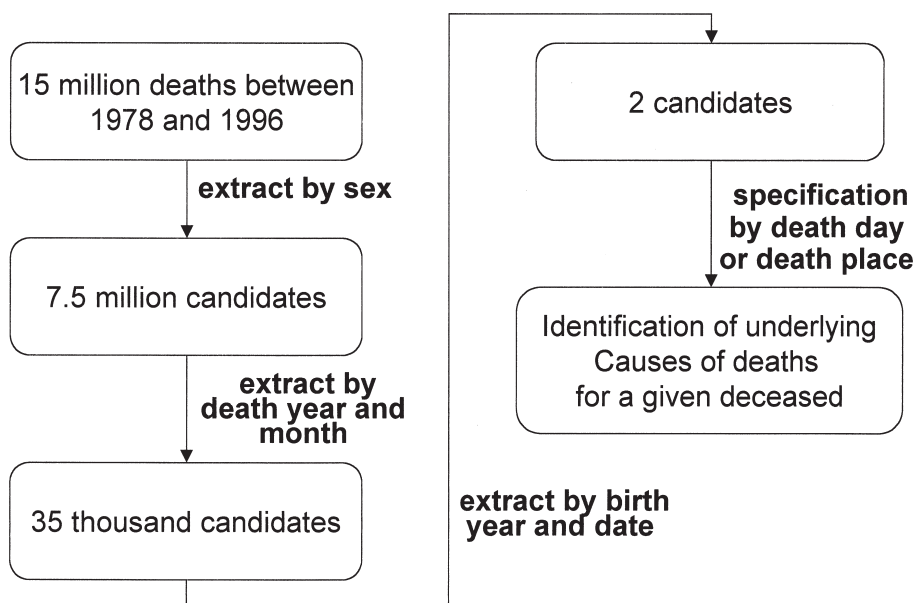 15 million deaths between
1978 and 1996
extract by sex
7.5 million candidates
extract by
death year and
month
35 thousand candidates
extract by birth
year and date
2 candidates
specification
by death day
or death place
Identification of underlying
Causes of deaths
for a given deceased